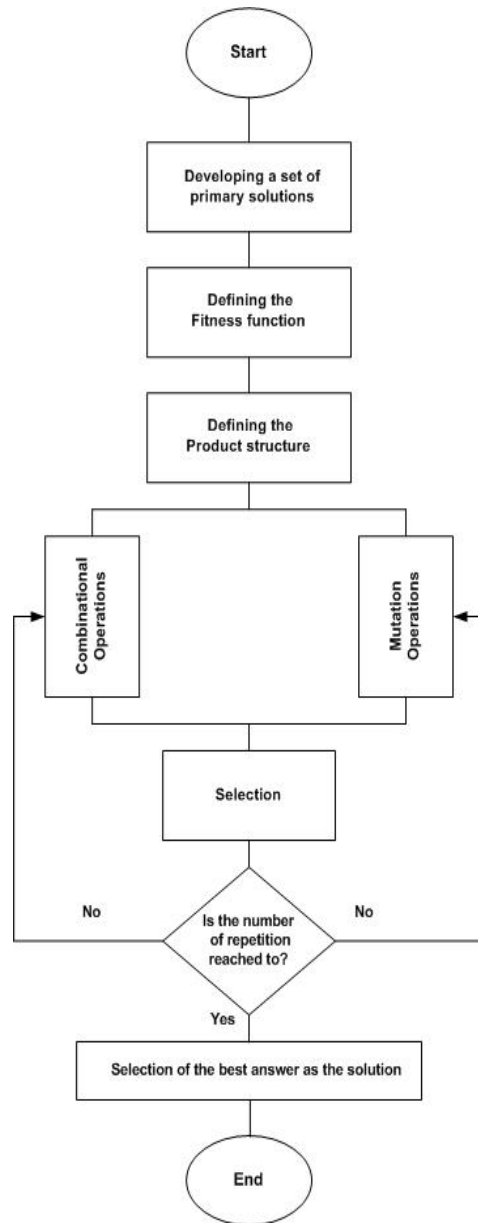 Start
Developing a set of
primary solutions
Defining the
Fitness function
Defining the
Product structure
Combinational
Operations
Mutation
Operations
Selection
No
Is the number
of repetition
reached to?
No
Yes
Selection of the best answer as the solution
End